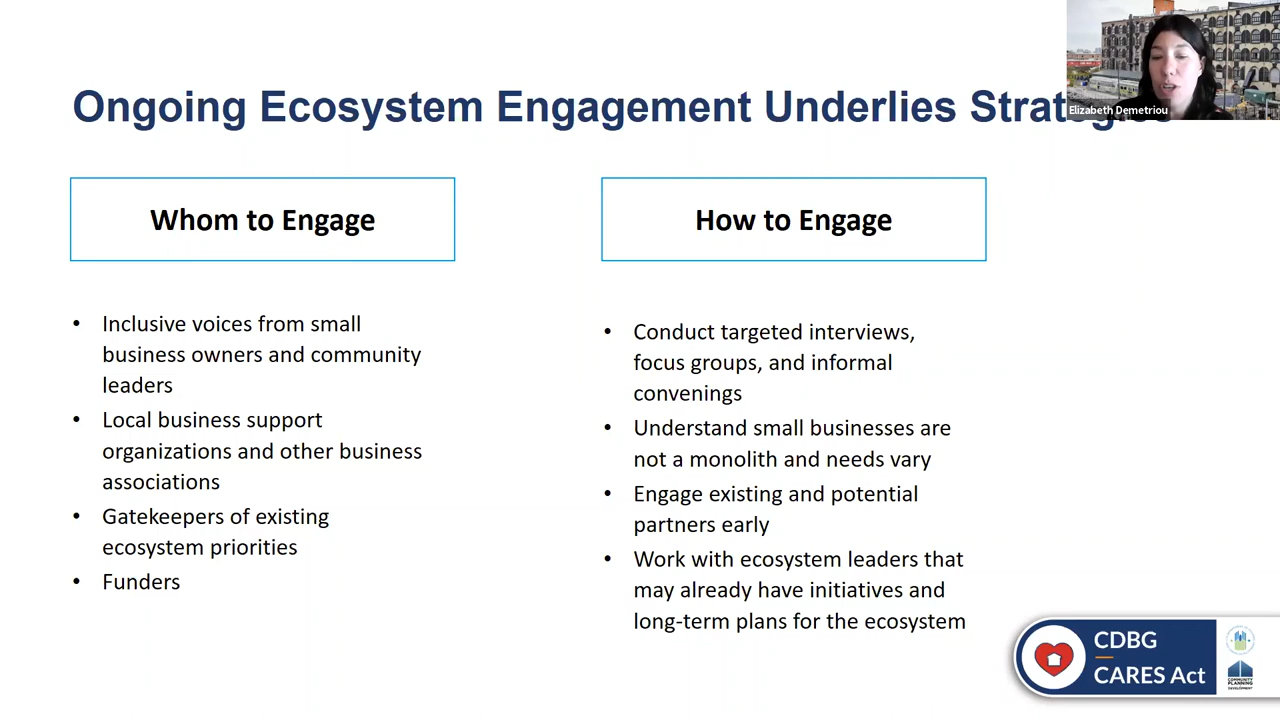 Ongoing Ecosystem Engagement Underlies
Elizabeth Demetriou
Whom to Engage
• Inclusive voices from small
business owners and community
leaders
• Local business support
organizations and other business
associations
• Gatekeepers of existing
ecosystem priorities
• Funders
How to Engage
• Conduct targeted interviews,
focus groups, and informal
convenings
• Understand small businesses are
not a monolith and needs vary
• Engage existing and potential
partners early
• Work with ecosystem leaders that
may already have initiatives and
long-term plans for the ecosystem
CDBG
CARES Act
COMMUNITY
PLANNING
DEVELOPMENT